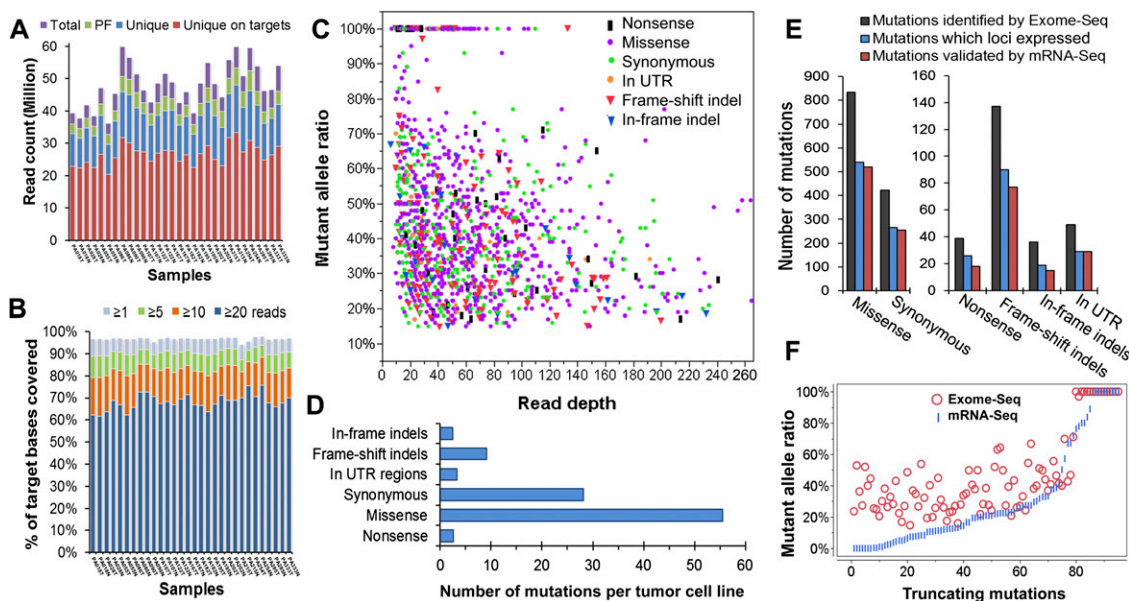 A
Total PF Unique Unique on targets
Read count (Million)
60
50
40
30
20
10
0
Samples
B
≥1 ≥5 ≥10 ≥20 reads
% of target bases covered
100%
90%
80%
70%
60%
50%
40%
30%
20%
10%
0%
Samples
C
Nonsense
Missense
Synonymous
In UTR
Frame-shift indel
In-frame indel
Mutant allele ratio
100%
90%
80%
70%
60%
50%
40%
30%
20%
10%
0 10 20 40 60 80 100 120 140 160 180 200 220 240 260
Read depth
D
In-frame indels
Frame-shift indels
In UTR regions
Synonymous
Missense
Nonsense
0 10 20 30 40 50 60
Number of mutations per tumor cell line
E
Mutations identified by Exome-Seq
Mutations which loci expressed
Mutations validated by mRNA-Seq
Number of mutations
900
800
700
600
500
400
300
200
100
0
Missense
Synonymous
160
140
120
100
80
60
40
20
0
Nonsense
Frame-shift indels
In-frame indels
In UTR
F
Exome-Seq
mRNA-Seq
Mutant allele ratio
100%
80%
60%
40%
20%
0%
0 20 40 60 80
Truncating mutations